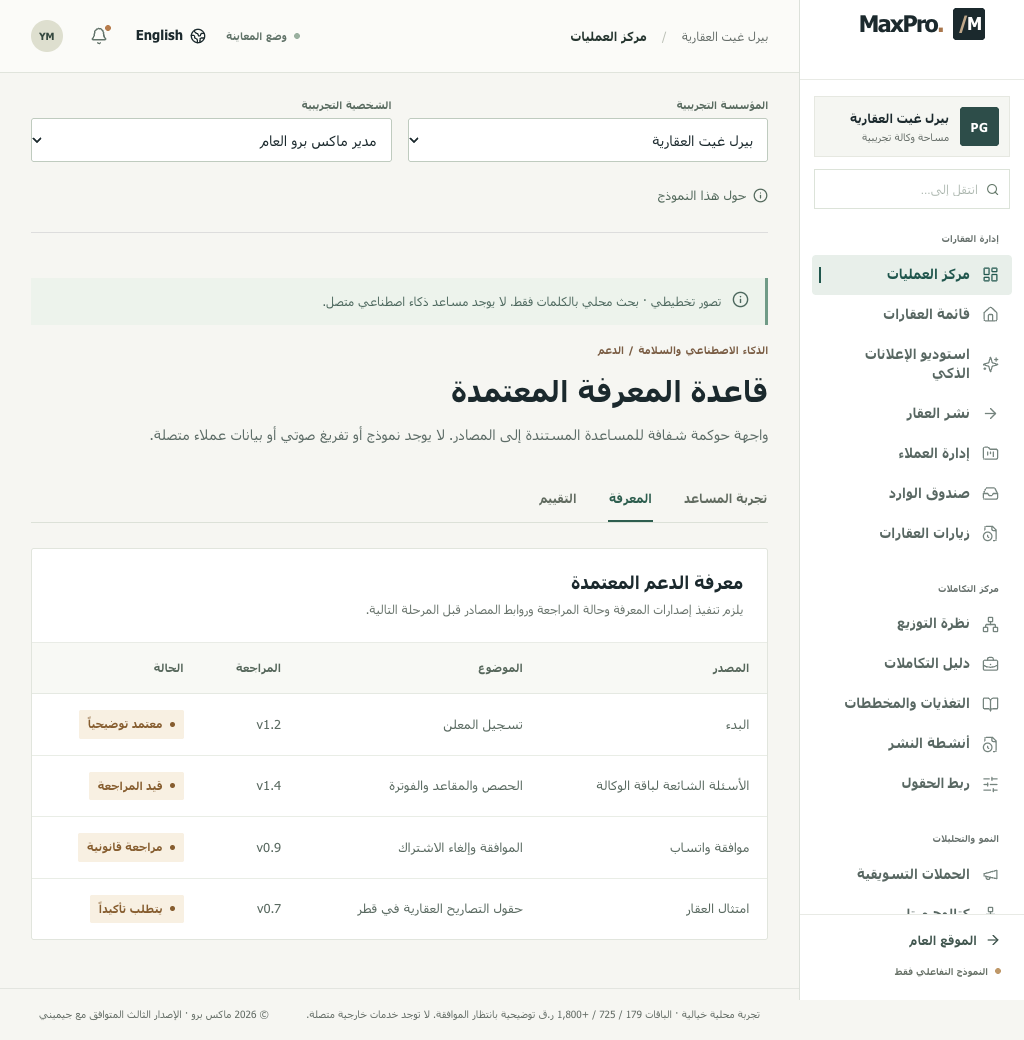 MaxPro. /M
بيرل غيت العقارية / مركز العمليات
وضع المعاينة
English
YM
PG
بيرل غيت العقارية
مساحة وكالة تجريبية
انتقل إلى...
إدارة العقارات
مركز العمليات
قائمة العقارات
استوديو الإعلانات
الذكي
نشر العقار
إدارة العملاء
صندوق الوارد
زيارات العقارات
مركز التكاملات
نظرة التوزيع
دليل التكاملات
التغذيات والمخططات
أنشطة النشر
ربط الحقول
النمو والتحليلات
الحملات التسويقية
الموقع العام
النموذج التفاعلي فقط
المؤسسة التجريبية
بيرل غيت العقارية
الشخصية التجريبية
مدير ماكس برو العام
حول هذا النموذج
تصور تخطيطي · بحث محلي بالكلمات فقط. لا يوجد مساعد ذكاء اصطناعي متصل.
الذكاء الاصطناعي والسلامة / الدعم
قاعدة المعرفة المعتمدة
واجهة حوكمة شفافة للمساعدة المستندة إلى المصادر. لا يوجد نموذج أو تفريغ صوتي أو بيانات عملاء متصلة.
تجربة المساعد المعرفة التقييم
معرفة الدعم المعتمدة
يلزم تنفيذ إصدارات المعرفة وحالة المراجعة وروابط المصادر قبل المرحلة التالية.
المصدر الموضوع المراجعة الحالة
البدء تسجيل المعلن v1.2 معتمد توضيحياً
الأسئلة الشائعة لباقة الوكالة الحصص والمقاعد والفوترة v1.4 قيد المراجعة
موافقة واتساب الموافقة وإلغاء الاشتراك v0.9 مراجعة قانونية
امتثال العقار حقول التصاريح العقارية في قطر v0.7 يتطلب تأكيداً
تجربة محلية خيالية · الباقات 179 / 725 / +1,800 ر.ق توضيحية بانتظار الموافقة. لا توجد خدمات خارجية متصلة.
© 2026 ماكس برو · الإصدار الثالث المتوافق مع جيميني